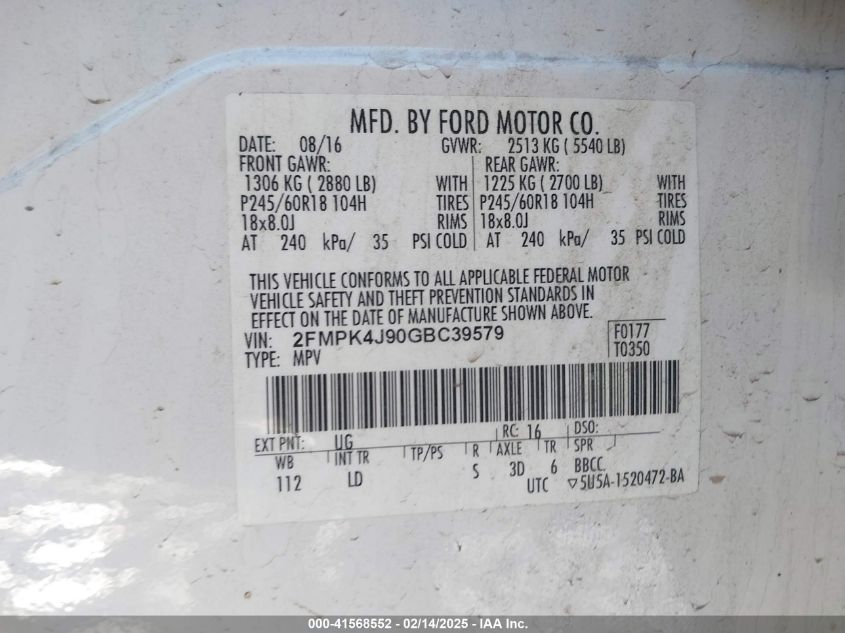 MFD. BY FORD MOTOR CO.
DATE: 08/16 GVWR: 2513 KG ( 5540 LB)
FRONT GAWR: REAR GAWR:
1306 KG ( 2880 LB) WITH 1225 KG ( 2700 LB) WITH
P245/60R18 104H TIRES P245/60R18 104H TIRES
18x8.0J RIMS 18x8.0J RIMS
AT 240 kPa/ 35 PSI COLD AT 240 kPa/ 35 PSI COLD
THIS VEHICLE CONFORMS TO ALL APPLICABLE FEDERAL MOTOR
VEHICLE SAFETY AND THEFT PREVENTION STANDARDS IN
EFFECT ON THE DATE OF MANUFACTURE SHOWN ABOVE.
VIN: 2FMPK4J90GBC39579 F0177
TYPE: MPV T0350
EXT PNT: UG RC: 16 DSO:
WB INT TR TP/PS R AXLE TR SPR
112 LD S 3D 6 BBCC
UTC ▽5U5A-1520472-BA
000-41568552 - 02/14/2025 - © IAA Inc.